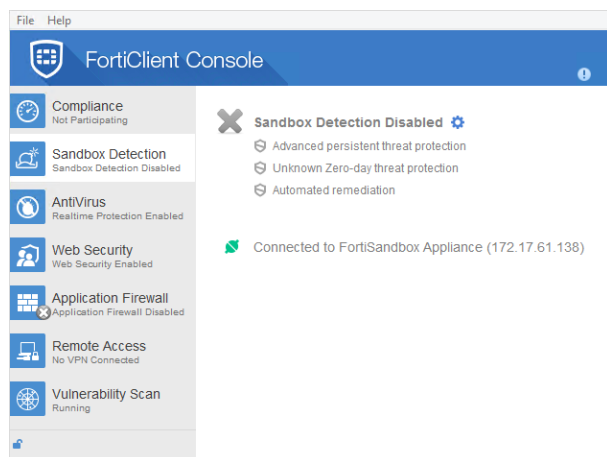 File Help
FortiClient Console
Compliance
Not Participating
Sandbox Detection
Sandbox Detection Disabled
AntiVirus
Realtime Protection Enabled
Web Security
Web Security Enabled
Application Firewall
Application Firewall Disabled
Remote Access
No VPN Connected
Vulnerability Scan
Running
Sandbox Detection Disabled
Advanced persistent threat protection
Unknown Zero-day threat protection
Automated remediation
Connected to FortiSandbox Appliance (172.17.61.138)